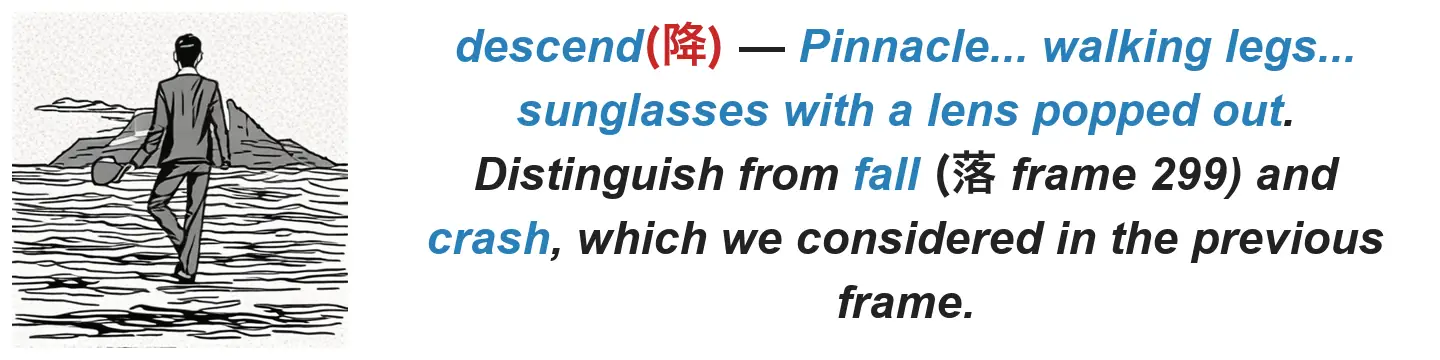 descend(降) — Pinnacle... walking legs...
sunglasses with a lens popped out.
Distinguish from fall (落 frame 299) and
crash, which we considered in the previous
frame.